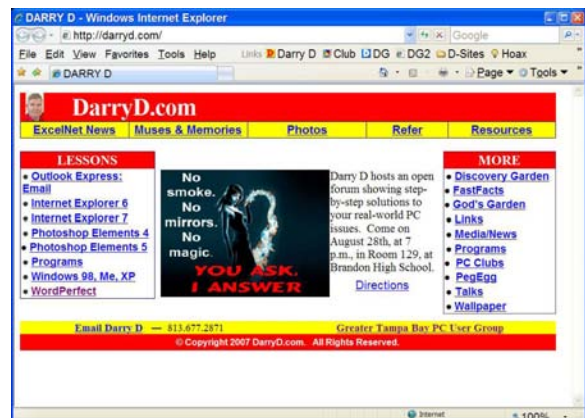 DARRY D - Windows Internet Explorer
http://darryd.com/
Google
File Edit View Favorites Tools Help Links Darry D Club DG DG2 D-Sites Hoax
DARRY D
Page Tools
DarryD.com
ExcelNet News Muses & Memories Photos Refer Resources
LESSONS
• Outlook Express:
Email
• Internet Explorer 6
• Internet Explorer 7
• Photoshop Elements 4
• Photoshop Elements 5
• Programs
• Windows 98, Me, XP
• WordPerfect
No
smoke.
No
mirrors.
No
magic.
YOU ASK.
I ANSWER
Darry D hosts an open
forum showing step-
by-step solutions to
your real-world PC
issues. Come on
August 28th, at 7
p.m., in Room 129, at
Brandon High School.
Directions
MORE
• Discovery Garden
• FastFacts
• God's Garden
• Links
• Media/News
• Programs
• PC Clubs
• PegEgg
• Talks
• Wallpaper
Email Darry D — 813.677.2871 Greater Tampa Bay PC User Group
© Copyright 2007 DarryD.com. All Rights Reserved.
Internet 100%